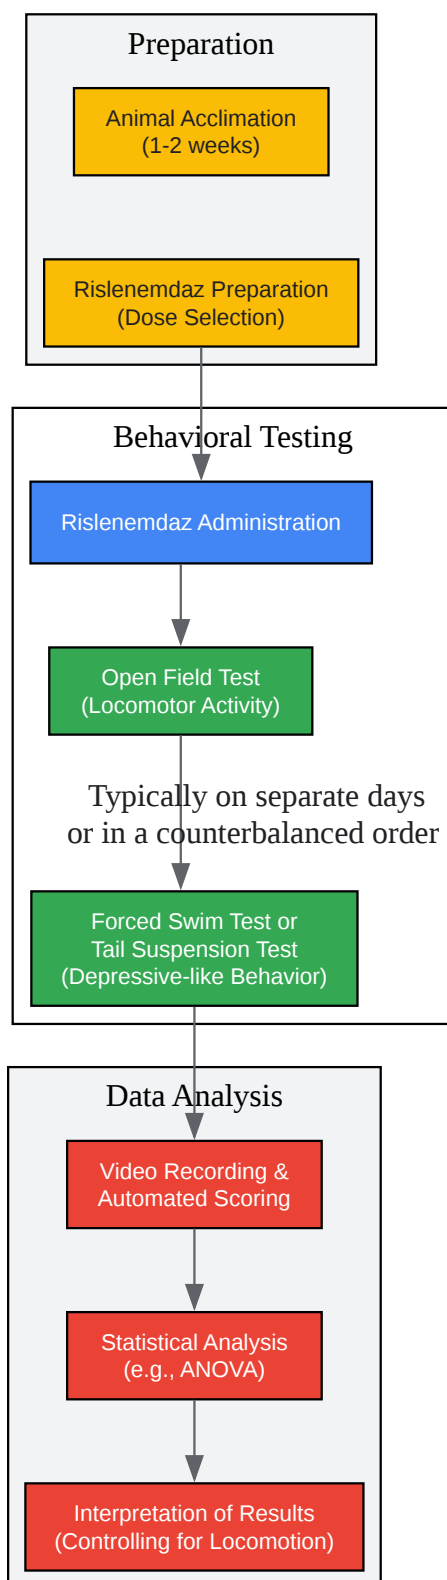 Preparation
Animal Acclimation
(1-2 weeks)
Rislenemdaz Preparation
(Dose Selection)
Behavioral Testing
Rislenemdaz Administration
Open Field Test
(Locomotor Activity)
Typically on separate days
or in a counterbalanced order
Forced Swim Test or
Tail Suspension Test
(Depressive-like Behavior)
Data Analysis
Video Recording &
Automated Scoring
Statistical Analysis
(e.g., ANOVA)
Interpretation of Results
(Controlling for Locomotion)